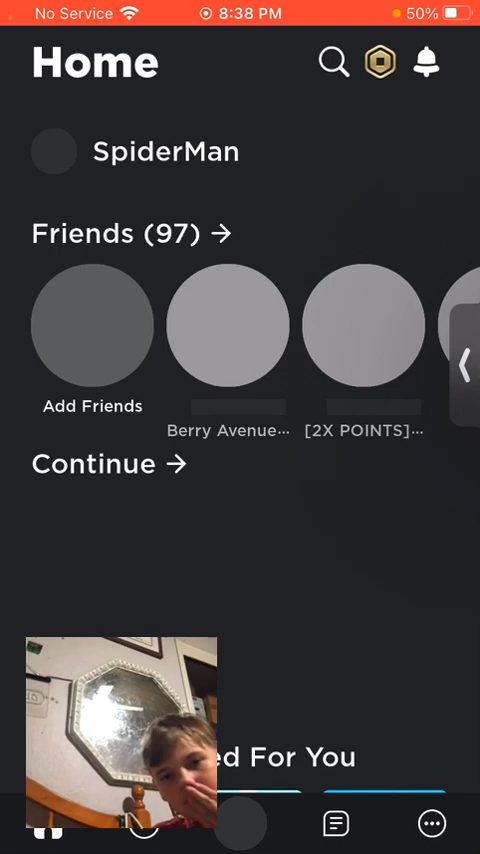 No Service 8:38 PM 50%
Home
SpiderMan
Friends (97) →
Add Friends
Berry Avenue... [2X POINTS]...
Continue →
ed For You